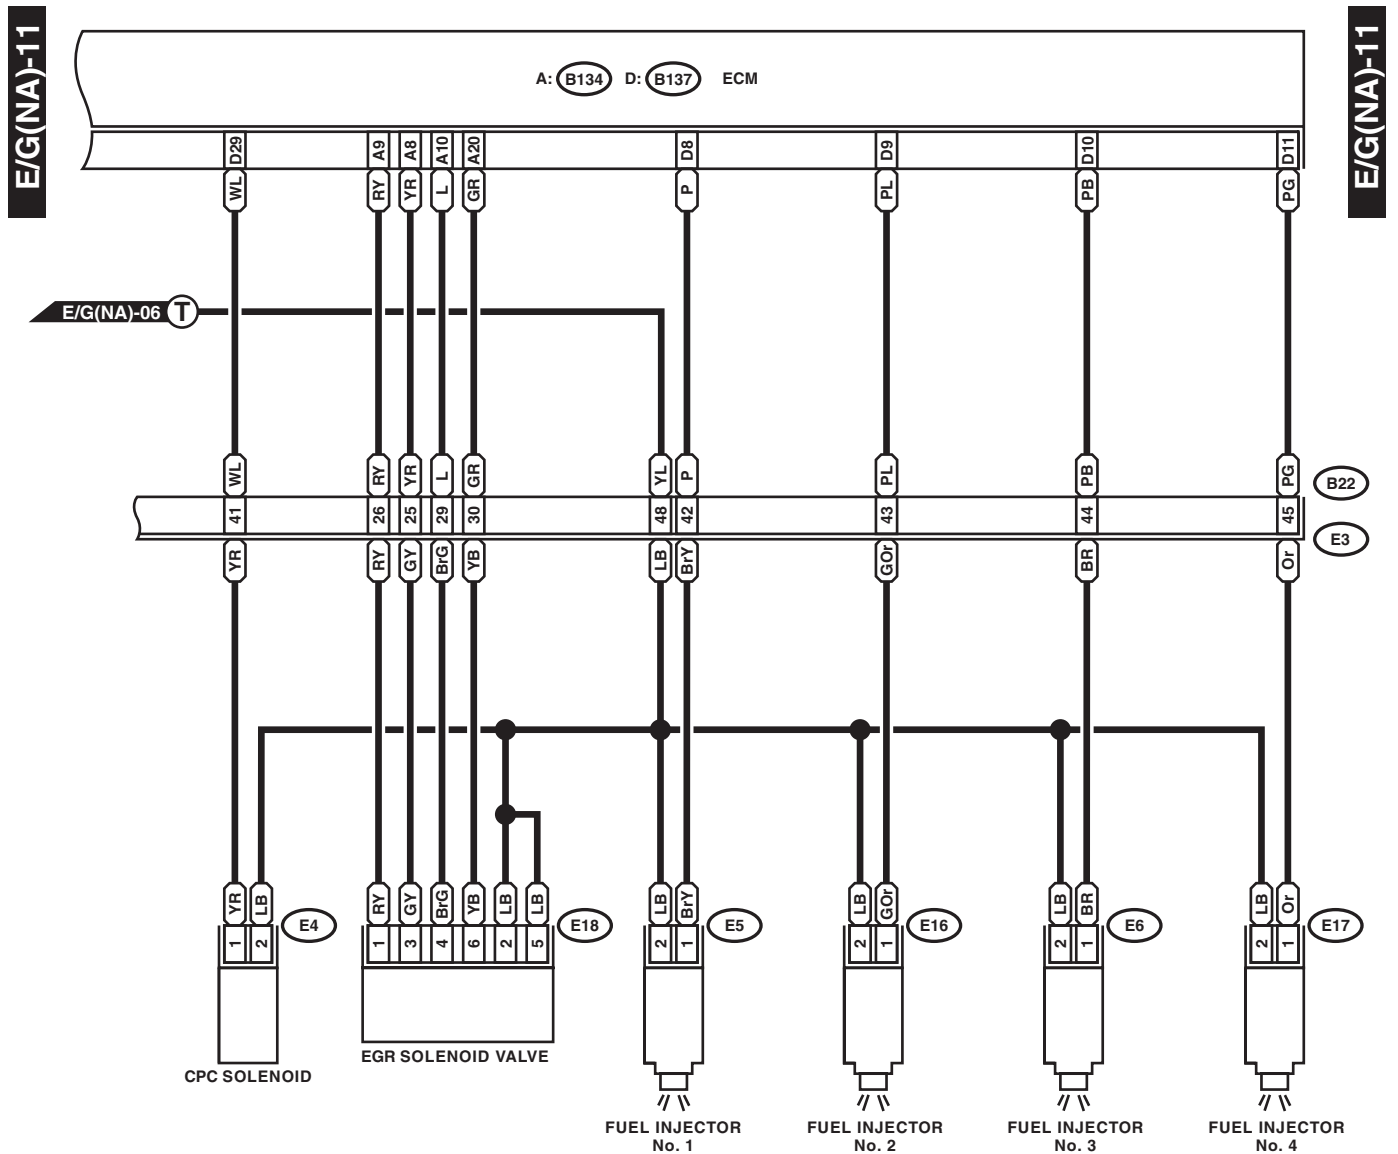 E/G(NA)-11
E/G(NA)-11
A: B134 D: B137 ECM
D29 A9 A8 A10 A20 D8 D9 D10 D11
WL RY YR L GR P PL PB PG
E/G(NA)-06 T
WL RY YR L GR YL P PL PB PG
B22
41 26 25 29 30 48 42 43 44 45
E3
YR RY GY BrG YB LB BrY GOr BR Or
YR LB RY GY BrG YB LB LB LB BrY LB GOr LB BR LB Or
E4 E18 E5 E16 E6 E17
1 2 1 3 4 6 2 5 2 1 2 1 2 1 2 1
EGR SOLENOID VALVE
CPC SOLENOID
FUEL INJECTOR
No. 1
FUEL INJECTOR
No. 2
FUEL INJECTOR
No. 3
FUEL INJECTOR
No. 4